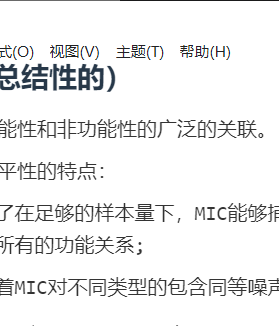 式(O) 视图(V) 主题(T) 帮助(H)
总结性的）
能性和非功能性的广泛的关联。
平性的特点：
了在足够的样本量下，MIC能够捕
所有的功能关系;
着MIC对不同类型的包含同等噪声